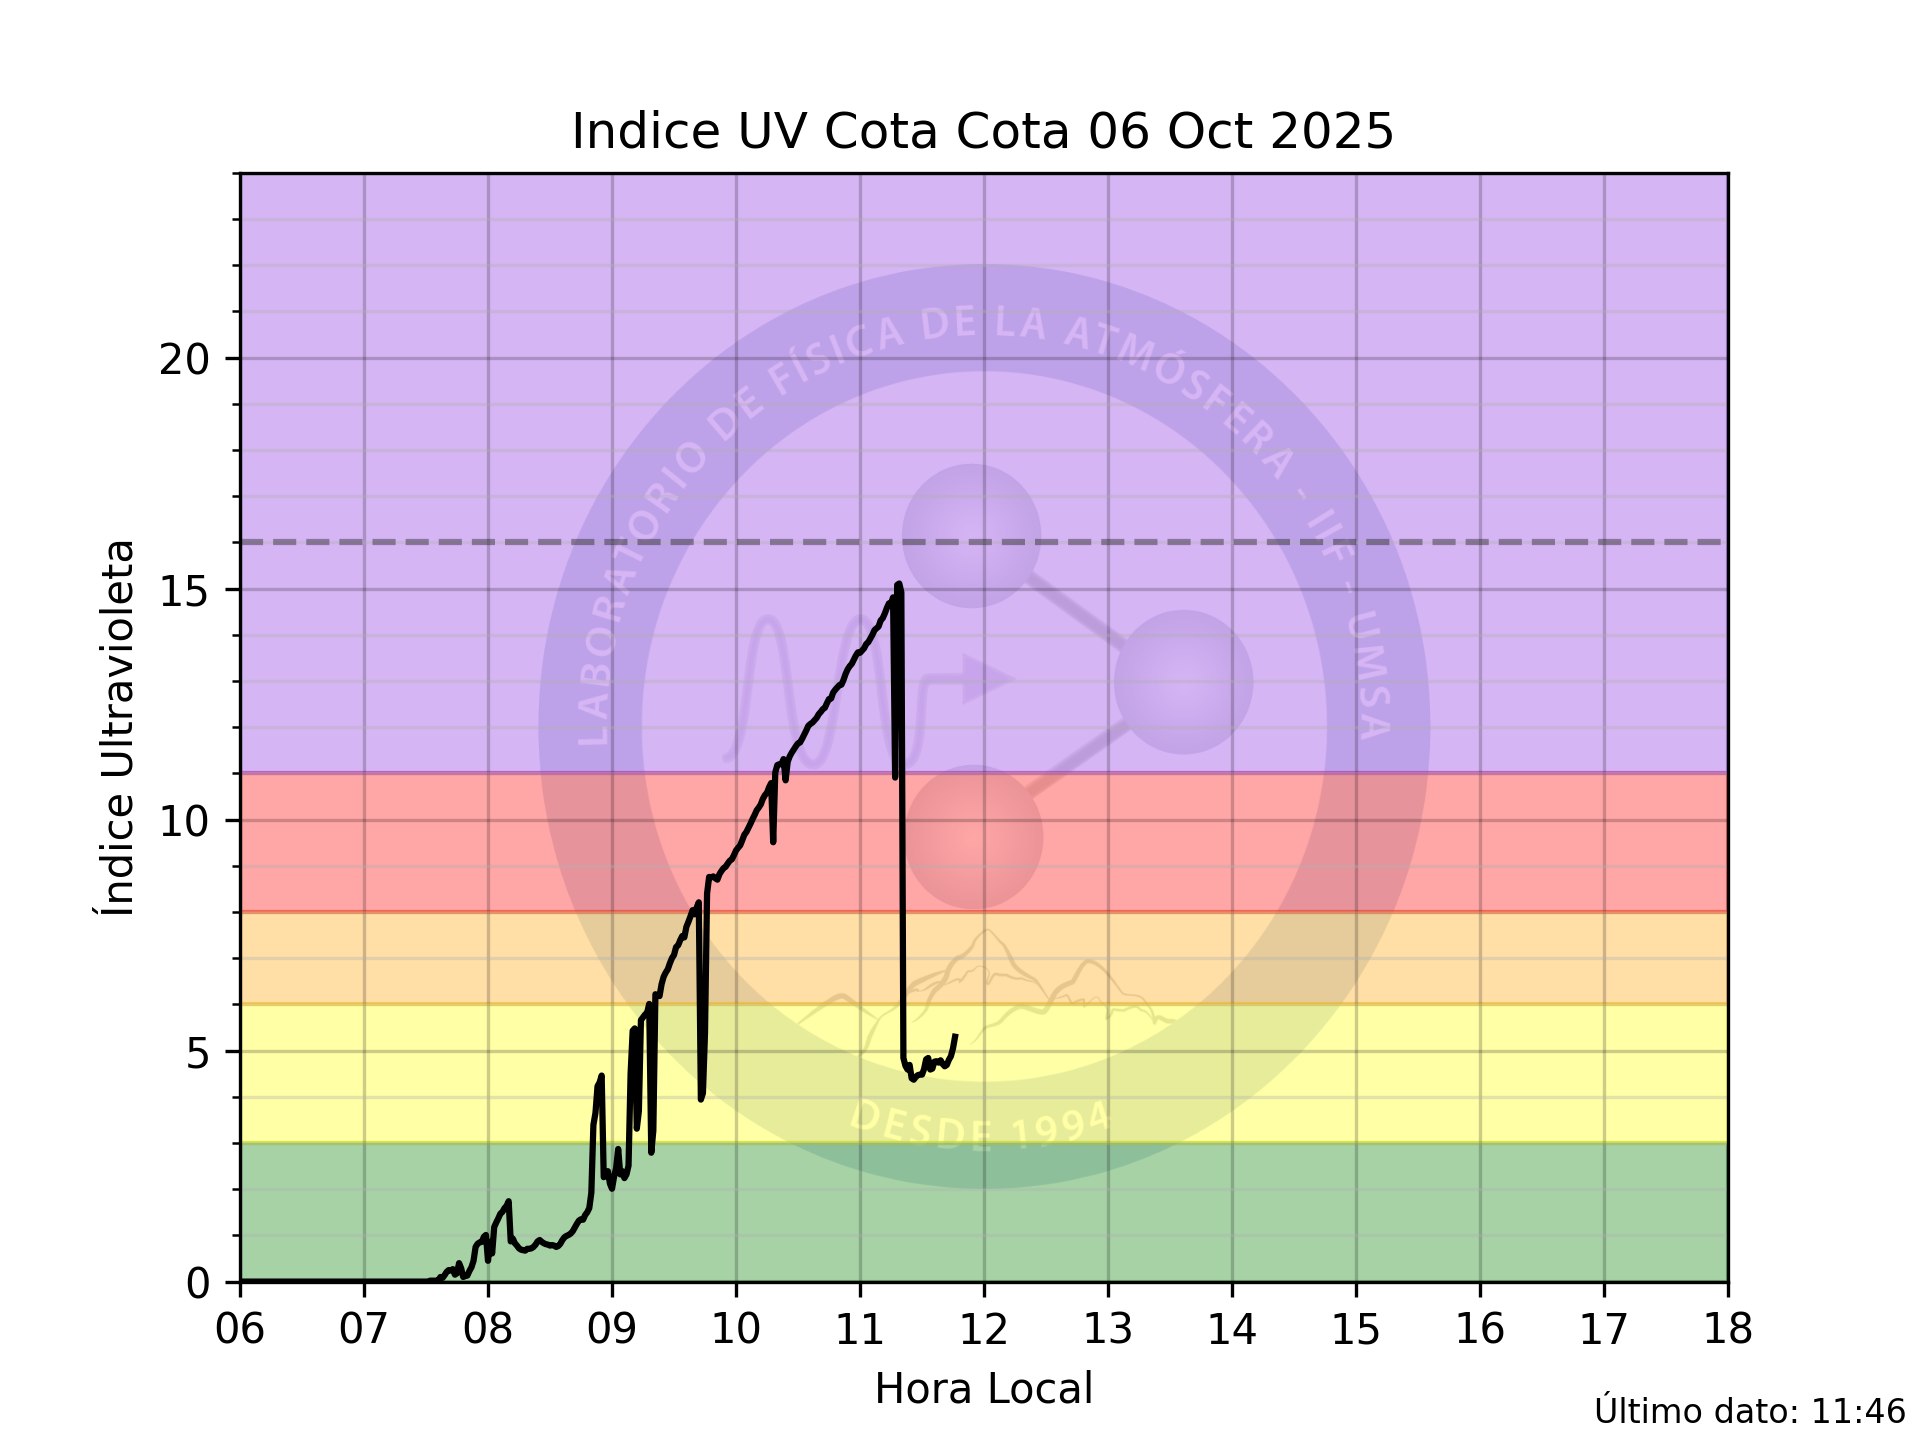 Indice UV Cota Cota 06 Oct 2025
Índice Ultravioleta
20
15
10
5
0
LABORATORIO DE FÍSICA DE LA ATMÓSFERA - IIF - UMSA
DESDE 1994
06 07 08 09 10 11 12 13 14 15 16 17 18
Hora Local
Último dato: 11:46